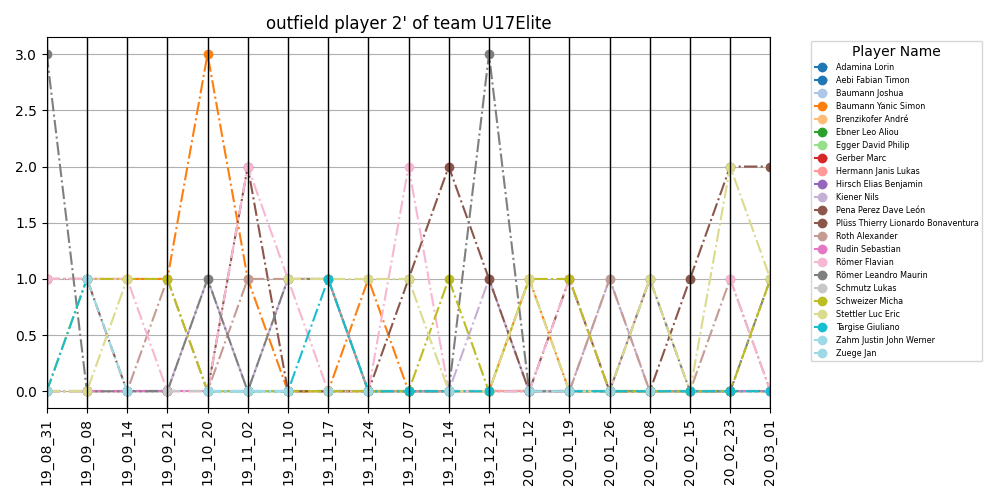 outfield player 2' of team U17Elite
3.0
2.5
2.0
1.5
1.0
0.5
0.0
19_08_31
19_09_08
19_09_14
19_09_21
19_10_20
19_11_02
19_11_10
19_11_17
19_11_24
19_12_07
19_12_14
19_12_21
20_01_12
20_01_19
20_01_26
20_02_08
20_02_15
20_02_23
20_03_01
Player Name
Adamina Lorin
Aebi Fabian Timon
Baumann Joshua
Baumann Yanic Simon
Brenzikofer André
Ebner Leo Aliou
Egger David Philip
Gerber Marc
Hermann Janis Lukas
Hirsch Elias Benjamin
Kiener Nils
Pena Perez Dave León
Plüss Thierry Lionardo Bonaventura
Roth Alexander
Rudin Sebastian
Römer Flavian
Römer Leandro Maurin
Schmutz Lukas
Schweizer Micha
Stettler Luc Eric
Targise Giuliano
Zahm Justin John Werner
Zuege Jan